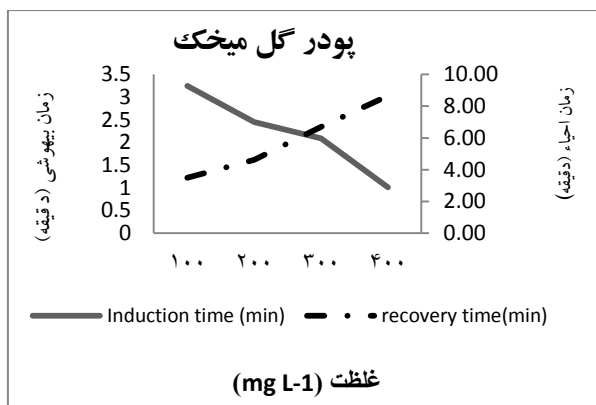 پودر گل میخک
زمان بیهوشی (دقیقه)
3.5
3
2.5
2
1.5
1
0.5
0
10.00
8.00
6.00
4.00
2.00
0.00
زمان احیاء (دقیقه)
۱۰۰ ۲۰۰ ۳۰۰ ۴۰۰
Induction time (min) recovery time(min)
غلظت (mg L-1)